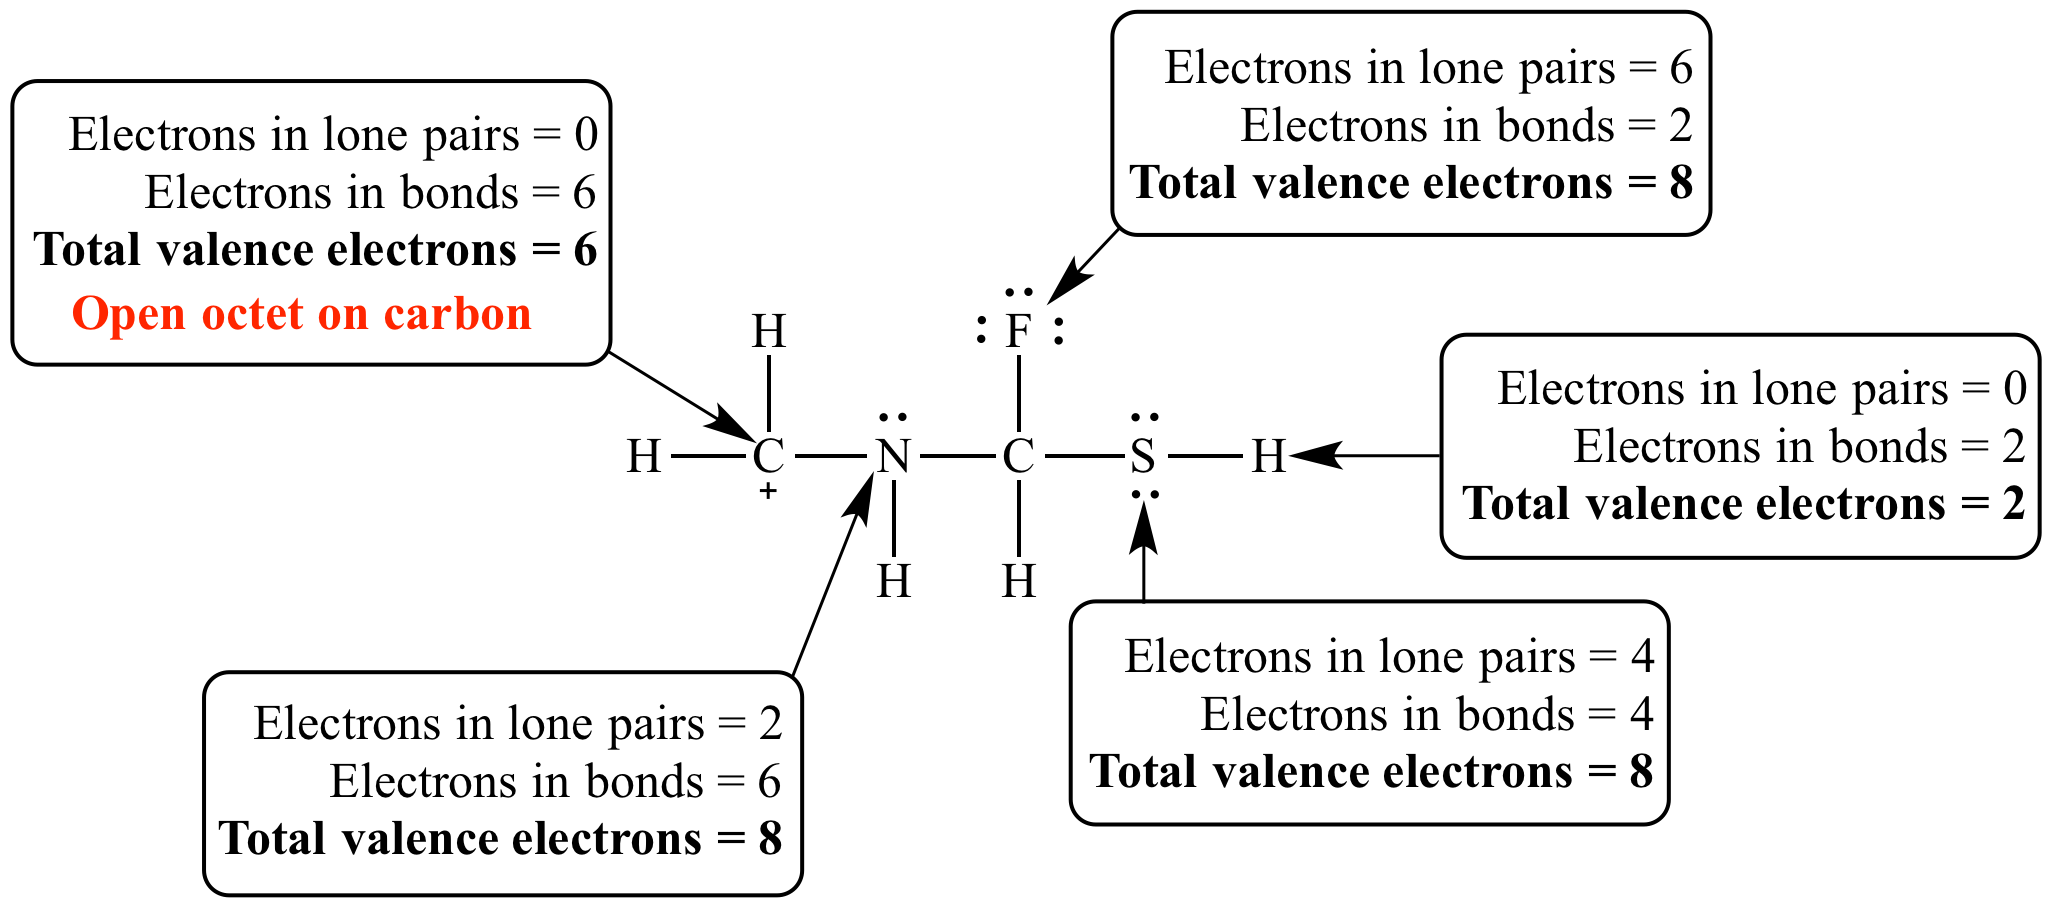 Electrons in lone pairs = 6
Electrons in bonds = 2
Total valence electrons = 8
Electrons in lone pairs = 0
Electrons in bonds = 6
Total valence electrons = 6
Open octet on carbon
H F
H C N C S H
+
H H
Electrons in lone pairs = 0
Electrons in bonds = 2
Total valence electrons = 2
Electrons in lone pairs = 4
Electrons in bonds = 4
Total valence electrons = 8
Electrons in lone pairs = 2
Electrons in bonds = 6
Total valence electrons = 8